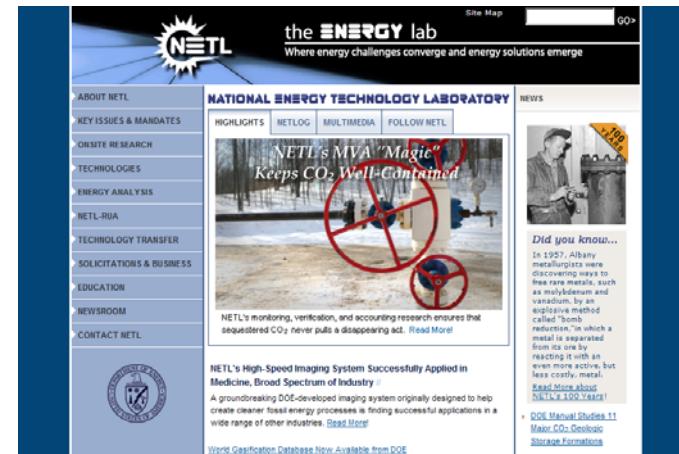 Site Map
GO>
NETL
the ENERGY lab
Where energy challenges converge and energy solutions emerge
ABOUT NETL
KEY ISSUES & MANDATES
ONSITE RESEARCH
TECHNOLOGIES
ENERGY ANALYSIS
NETL-RUA
TECHNOLOGY TRANSFER
SOLICITATIONS & BUSINESS
EDUCATION
NEWSROOM
CONTACT NETL
NATIONAL ENERGY TECHNOLOGY LABORATORY
HIGHLIGHTS NETLOG MULTIMEDIA FOLLOW NETL
NETL's MVA "Magic"
Keeps CO₂ Well-Contained
NETL's monitoring, verification, and accounting research ensures that
sequestered CO₂ never pulls a disappearing act. Read More!
NETL's High-Speed Imaging System Successfully Applied in
Medicine, Broad Spectrum of Industry
A groundbreaking DOE-developed imaging system originally designed to help
create cleaner fossil energy processes is finding successful applications in a
wide range of other industries. Read More!
World Gasification Database Now Available from DOE
NEWS
100
YEARS
Did you know...
In 1957, Albany
metallurgists were
discovering ways to
free rare metals, such
as molybdenum and
vanadium, by an
explosive method
called "bomb
reduction,"in which a
metal is separated
from its ore by
reacting it with an
even more active, but
less costly, metal.
Read More about
NETL's 100 Years!
DOE Manual Studies 11
Major CO₂ Geologic
Storage Formations